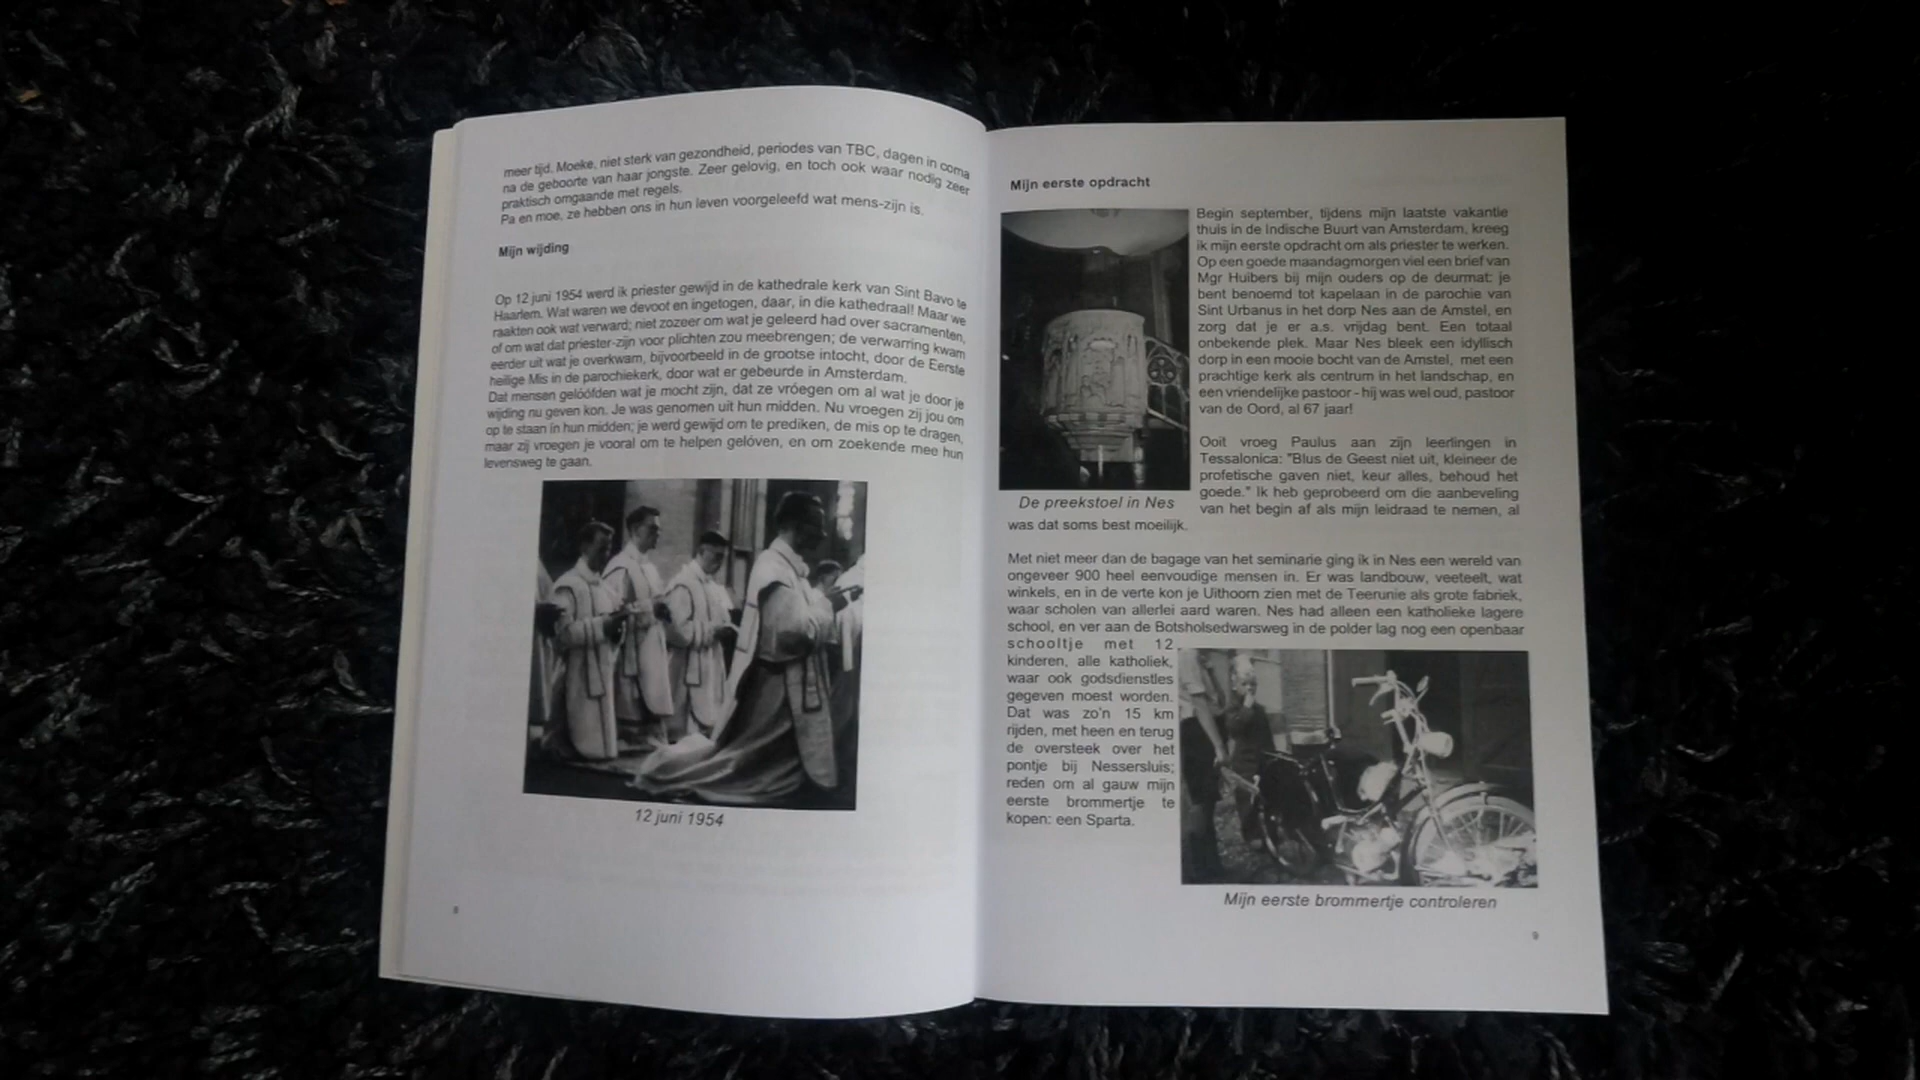 meer tijd. Moeke, niet sterk van gezondheid, periodes van TBC, dagen in coma
na de geboorte van haar jongste. Zeer gelovig, en toch ook waar nodig zeer
praktisch omgaande met regels.
Pa en moe, ze hebben ons in hun leven voorgeleefd wat mens-zijn is.
Mijn wijding
Op 12 juni 1954 werd ik priester gewijd in de kathedrale kerk van Sint Bavo te
Haarlem. Wat waren we devoot en ingetogen, daar, in die kathedraal! Maar we
raakten ook wat verward; niet zozeer om wat je geleerd had over sacramenten,
of om wat dat priester-zijn voor plichten zou meebrengen; de verwarring kwam
eerder uit wat je overkwam, bijvoorbeeld in de grootse intocht, door de Eerste
heilige Mis in de parochiekerk, door wat er gebeurde in Amsterdam.
Dat mensen gelóófden wat je mocht zijn, dat ze vróegen om al wat je door je
wijding nu geven kon. Je was genomen uit hun midden. Nu vroegen zij jou om
op te staan in hun midden; je werd gewijd om te prediken, de mis op te dragen,
maar zij vroegen je vooral om te helpen gelóven, en om zoekende mee hun
levensweg te gaan.
12 juni 1954
8
Mijn eerste opdracht
Begin september, tijdens mijn laatste vakantie
thuis in de Indische Buurt van Amsterdam, kreeg
ik mijn eerste opdracht om als priester te werken.
Op een goede maandagmorgen viel een brief van
Mgr Huibers bij mijn ouders op de deurmat: je
bent benoemd tot kapelaan in de parochie van
Sint Urbanus in het dorp Nes aan de Amstel, en
zorg dat je er a.s. vrijdag bent. Een totaal
onbekende plek. Maar Nes bleek een idyllisch
dorp in een mooie bocht van de Amstel, met een
prachtige kerk als centrum in het landschap, en
een vriendelijke pastoor - hij was wel oud, pastoor
van de Oord, al 67 jaar!
Ooit vroeg Paulus aan zijn leerlingen in
Tessalonica: "Blus de Geest niet uit, kleineer de
profetische gaven niet, keur alles, behoud het
goede." Ik heb geprobeerd om die aanbeveling
van het begin af als mijn leidraad te nemen, al
De preekstoel in Nes
was dat soms best moeilijk.
Met niet meer dan de bagage van het seminarie ging ik in Nes een wereld van
ongeveer 900 heel eenvoudige mensen in. Er was landbouw, veeteelt, wat
winkels, en in de verte kon je Uithoorn zien met de Teerunie als grote fabriek,
waar scholen van allerlei aard waren. Nes had alleen een katholieke lagere
school, en ver aan de Botsholsedwarsweg in de polder lag nog een openbaar
schooltje met 12
kinderen, alle katholiek,
waar ook godsdienstles
gegeven moest worden.
Dat was zo'n 15 km
rijden, met heen en terug
de oversteek over het
pontje bij Nessersluis;
reden om al gauw mijn
eerste brommertje te
kopen: een Sparta.
Mijn eerste brommertje controleren
9